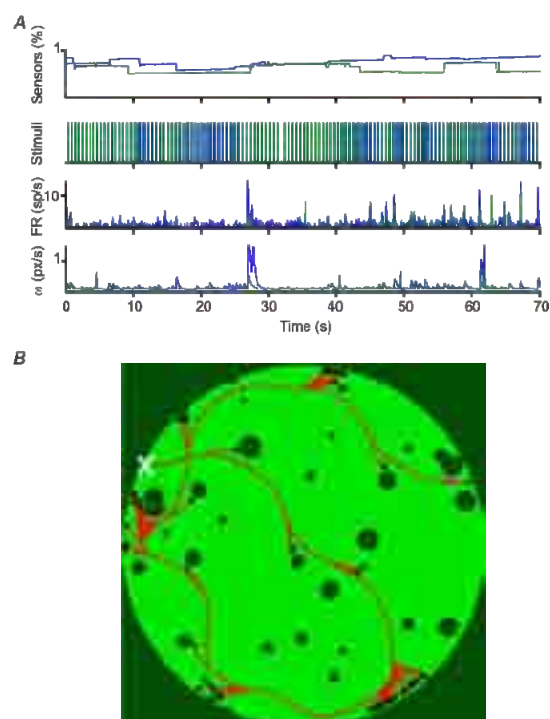 A
Sensors (%)
1
Stimuli
FR (sp/s)
10
ω (px/s)
1
0 10 20 30 40 50 60 70
Time (s)
B
X